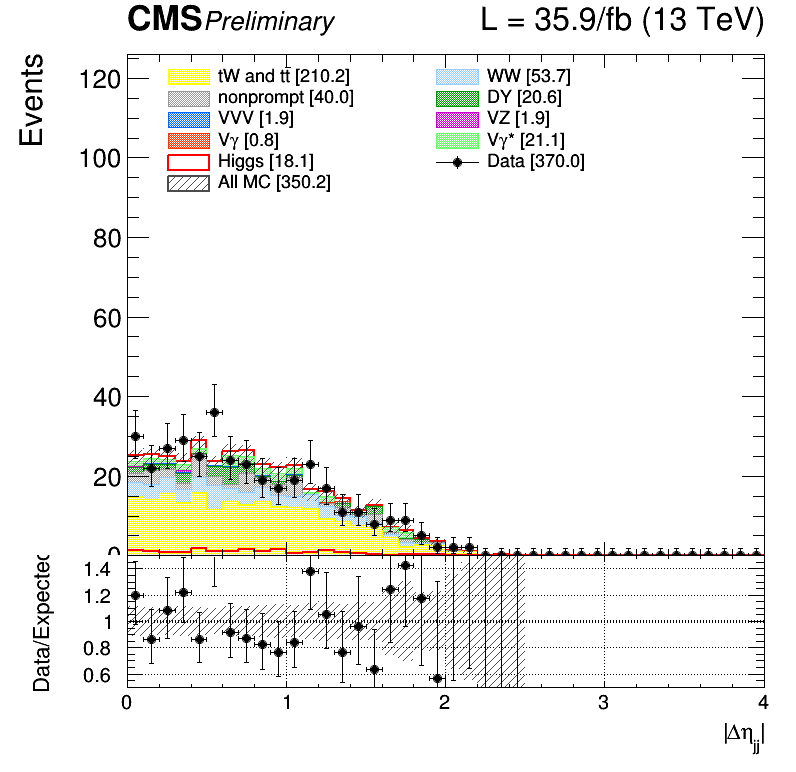 CMS Preliminary L = 35.9/fb (13 TeV)
Events
120
100
80
60
40
20
0
tW and tt̄ [210.2]
nonprompt [40.0]
VVV [1.9]
Vγ [0.8]
Higgs [18.1]
All MC [350.2]
WW [53.7]
DY [20.6]
VZ [1.9]
Vγ* [21.1]
Data [370.0]
Data/Expected
1.4
1.2
1
0.8
0.6
0 1 2 3 4
|Δηjj|